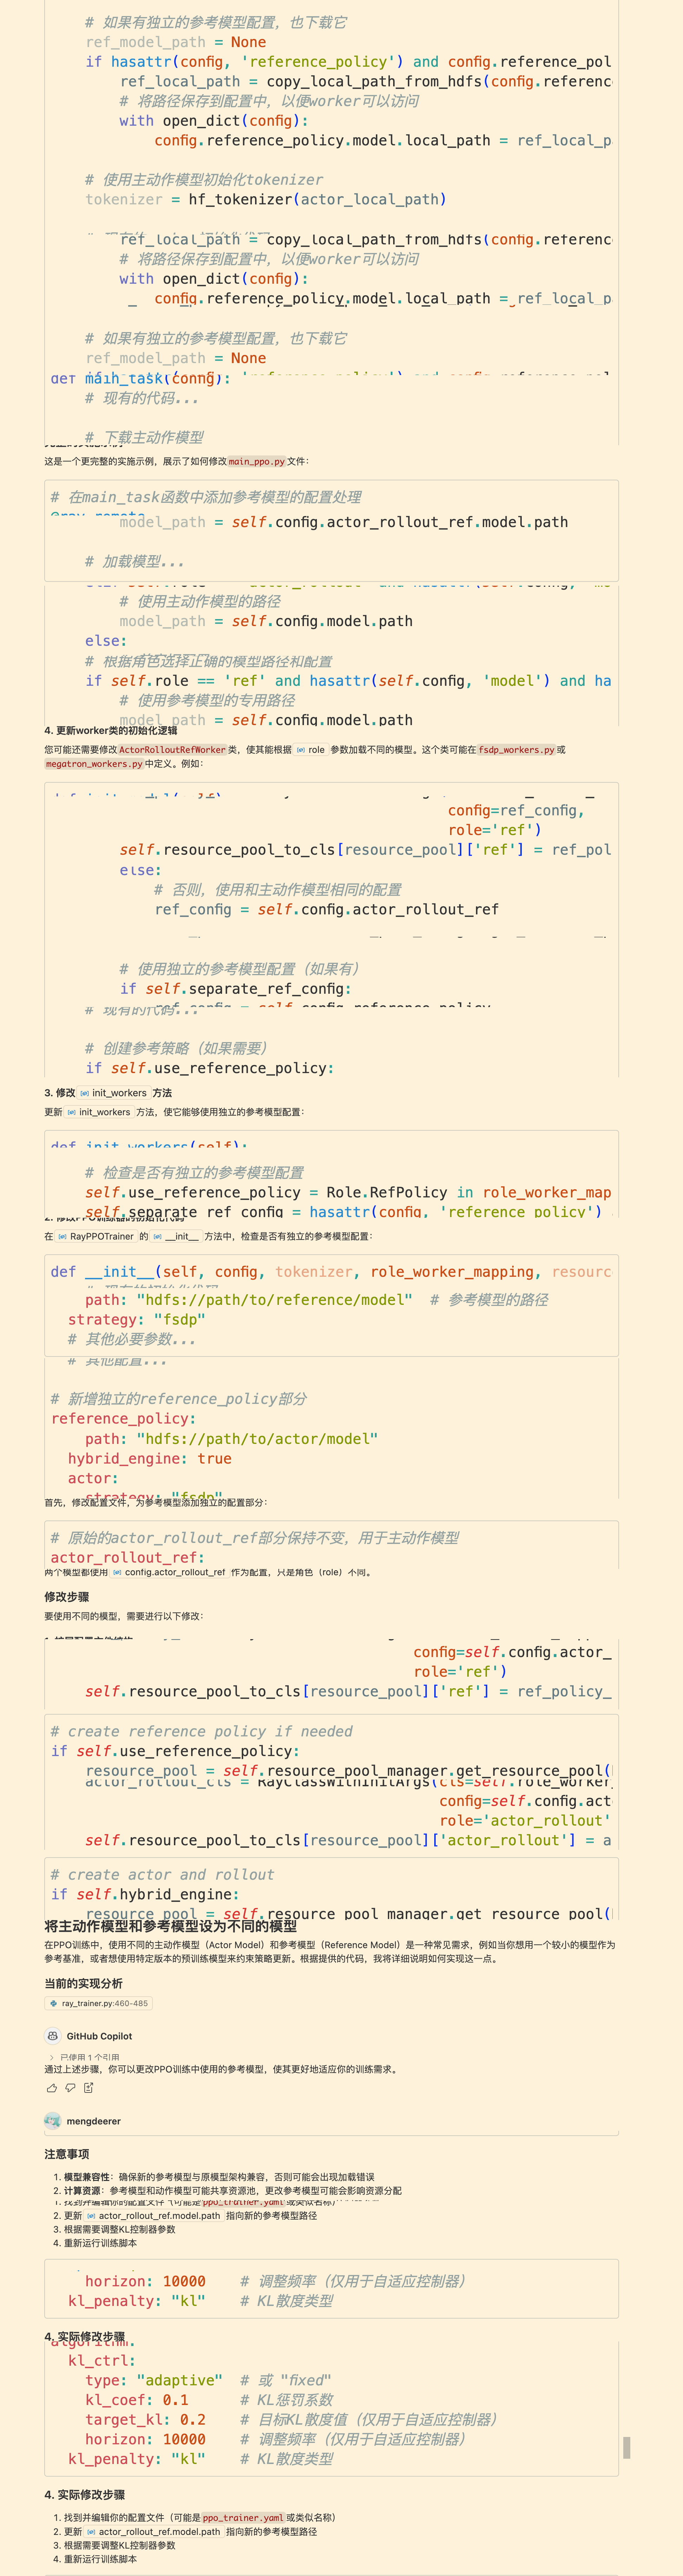 # 如果有独立的参考模型配置，也下载它
ref_model_path = None
if hasattr(config, 'reference_policy') and config.reference_pol
ref_local_path = copy_local_path_from_hdfs(config.referenc
# 将路径保存到配置中，以便worker可以访问
with open_dict(config):
config.reference_policy.model.local_path = ref_local_p
# 使用主动作模型初始化tokenizer
tokenizer = hf_tokenizer(actor_local_path)
ref_local_path = copy_local_path_from_hdfs(config.referenc
# 将路径保存到配置中，以便worker可以访问
with open_dict(config):
config.reference_policy.model.local_path = ref_local_p
# 如果有独立的参考模型配置，也下载它
ref_model_path = None
def main_task(config):
# 现有的代码...
# 下载主动作模型
这是一个更完整的实施示例，展示了如何修改main_ppo.py文件：
# 在main_task函数中添加参考模型的配置处理
@ray.remote
model_path = self.config.actor_rollout_ref.model.path
# 加载模型...
# 使用主动作模型的路径
model_path = self.config.model.path
else:
# 根据角色选择正确的模型路径和配置
if self.role == 'ref' and hasattr(self.config, 'model') and ha
# 使用参考模型的专用路径
model_path = self.config.model.path
4. 更新worker类的初始化逻辑
您可能还需要修改ActorRolloutRefWorker类，使其能根据 role 参数加载不同的模型。这个类可能在fsdp_workers.py或
megatron_workers.py中定义。例如：
config=ref_config,
role='ref')
self.resource_pool_to_cls[resource_pool]['ref'] = ref_pol
else:
# 否则，使用和主动作模型相同的配置
ref_config = self.config.actor_rollout_ref
# 使用独立的参考模型配置（如果有）
if self.separate_ref_config:
ref_config = self.config.reference_policy
# 现有的代码...
# 创建参考策略（如果需要）
if self.use_reference_policy:
3. 修改 init_workers 方法
更新 init_workers 方法，使它能够使用独立的参考模型配置：
def init_workers(self):
# 检查是否有独立的参考模型配置
self.use_reference_policy = Role.RefPolicy in role_worker_map
self.separate_ref_config = hasattr(config, 'reference_policy')
2. 修改PPO训练器的初始化代码
在 RayPPOTrainer 的 __init__ 方法中，检查是否有独立的参考模型配置：
def __init__(self, config, tokenizer, role_worker_mapping, resourc
path: "hdfs://path/to/reference/model" # 参考模型的路径
strategy: "fsdp"
# 其他必要参数...
# 其他配置...
# 新增独立的reference_policy部分
reference_policy:
path: "hdfs://path/to/actor/model"
hybrid_engine: true
actor:
strategy: "fsdp"
首先，修改配置文件，为参考模型添加独立的配置部分：
# 原始的actor_rollout_ref部分保持不变，用于主动作模型
actor_rollout_ref:
两个模型都使用 config.actor_rollout_ref 作为配置，只是角色（role）不同。
修改步骤
要使用不同的模型，需要进行以下修改：
config=self.config.actor_
role='ref')
self.resource_pool_to_cls[resource_pool]['ref'] = ref_policy_
# create reference policy if needed
if self.use_reference_policy:
resource_pool = self.resource_pool_manager.get_resource_pool(
actor_rollout_cls = RayClassWithInitArgs(cls=self.role_worker_
config=self.config.act
role='actor_rollout'
self.resource_pool_to_cls[resource_pool]['actor_rollout'] = a
# create actor and rollout
if self.hybrid_engine:
resource_pool = self.resource_pool_manager.get_resource_pool(
将主动作模型和参考模型设为不同的模型
在PPO训练中，使用不同的主动作模型（Actor Model）和参考模型（Reference Model）是一种常见需求，例如当你想用一个较小的模型作为
参考基准，或者想使用特定版本的预训练模型来约束策略更新。根据提供的代码，我将详细说明如何实现这一点。
当前的实现分析
ray_trainer.py:460-485
GitHub Copilot
已使用 1 个引用
通过上述步骤，你可以更改PPO训练中使用的参考模型，使其更好地适应你的训练需求。
mengdeerer
注意事项
1. 模型兼容性：确保新的参考模型与原模型架构兼容，否则可能会出现加载错误
2. 计算资源：参考模型和动作模型可能共享资源池，更改参考模型可能会影响资源分配
1. 找到并编辑你的配置文件（可能是ppo_trainer.yaml或类似名称）
2. 更新 actor_rollout_ref.model.path 指向新的参考模型路径
3. 根据需要调整KL控制器参数
4. 重新运行训练脚本
horizon: 10000 # 调整频率（仅用于自适应控制器）
kl_penalty: "kl" # KL散度类型
4. 实际修改步骤
algorithm:
kl_ctrl:
type: "adaptive" # 或 "fixed"
kl_coef: 0.1 # KL惩罚系数
target_kl: 0.2 # 目标KL散度值（仅用于自适应控制器）
horizon: 10000 # 调整频率（仅用于自适应控制器）
kl_penalty: "kl" # KL散度类型
4. 实际修改步骤
1. 找到并编辑你的配置文件（可能是ppo_trainer.yaml或类似名称）
2. 更新 actor_rollout_ref.model.path 指向新的参考模型路径
3. 根据需要调整KL控制器参数
4. 重新运行训练脚本